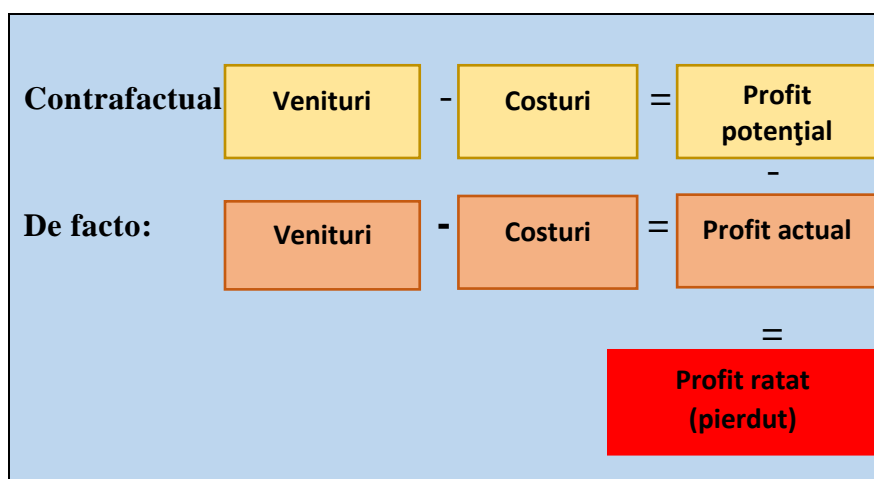 Contrafactual Venituri - Costuri = Profit
potenţial
-
De facto: Venituri - Costuri = Profit actual
=
Profit ratat
(pierdut)